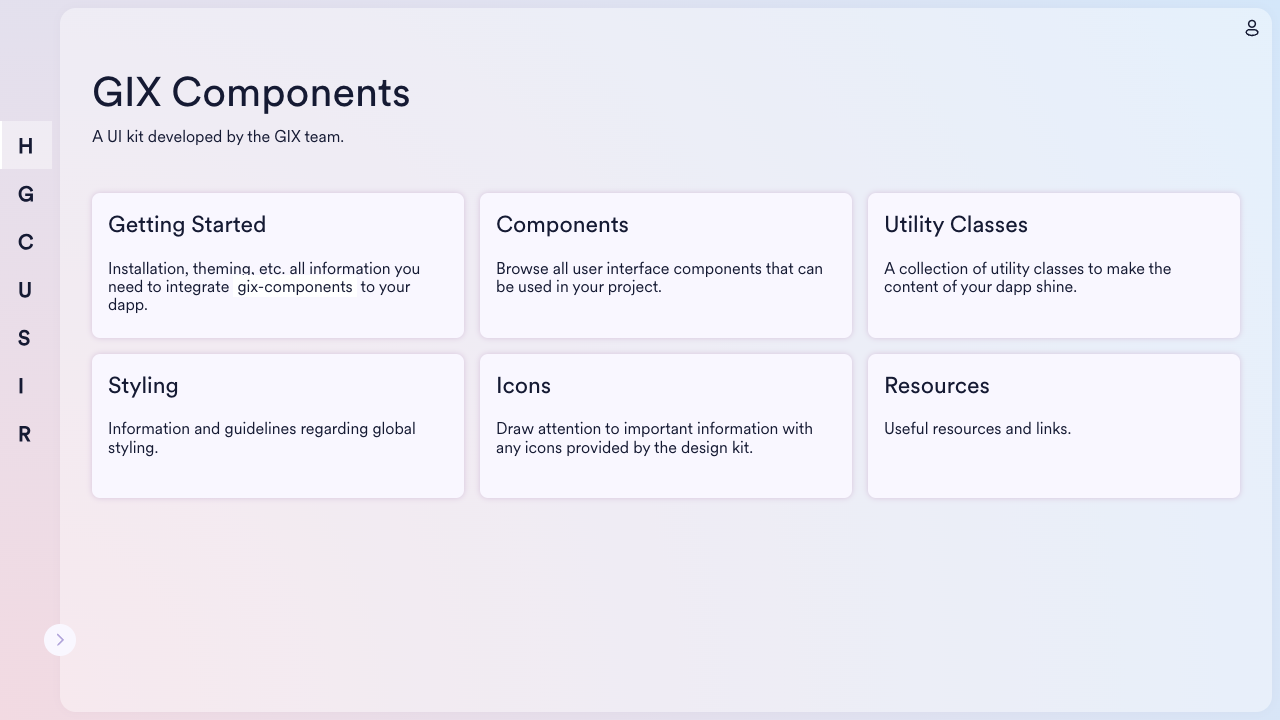 H
G
C
U
S
I
R
GIX Components
A UI kit developed by the GIX team.
Getting Started
Installation, theming, etc. all information you
need to integrate gix-components to your
dapp.
Components
Browse all user interface components that can
be used in your project.
Utility Classes
A collection of utility classes to make the
content of your dapp shine.
Styling
Information and guidelines regarding global
styling.
Icons
Draw attention to important information with
any icons provided by the design kit.
Resources
Useful resources and links.